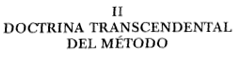 II
DOCTRINA TRANSCENDENTAL
DEL MÉTODO